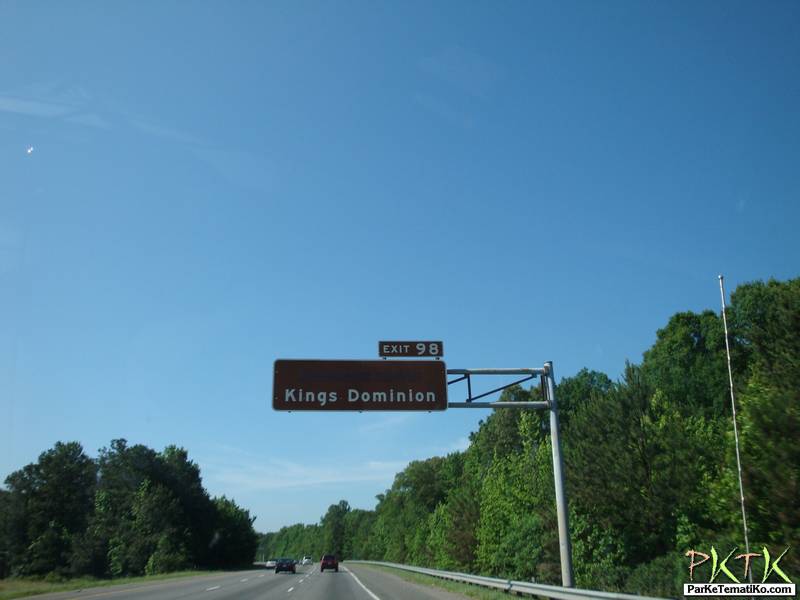 EXIT 98
Kings Dominion
PKTK
ParKeTematiKo.com